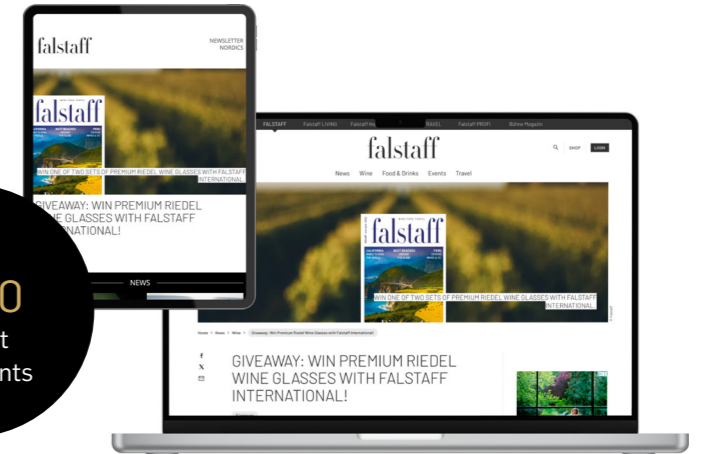 falstaff
NEWSLETTER
NORDICS
falstaff
WIN ONE OF TWO SETS OF PREMIUM RIEDEL WINE GLASSES WITH FALSTAFF
INTERNATIONAL.
GIVEAWAY: WIN PREMIUM RIEDEL
WINE GLASSES WITH FALSTAFF
INTERNATIONAL!
NEWS
FALSTAFF Falstaff LIVING Falstaff TRAVEL Falstaff PROFI Bühne Magazin
falstaff
SHOP LOGIN
News Wine Food & Drinks Events Travel
falstaff
WIN ONE OF TWO SETS OF PREMIUM RIEDEL WINE GLASSES WITH FALSTAFF
INTERNATIONAL.
Home > News > Wine > Giveaway: Win Premium Riedel Wine Glasses with Falstaff International!
GIVEAWAY: WIN PREMIUM RIEDEL
WINE GLASSES WITH FALSTAFF
INTERNATIONAL!